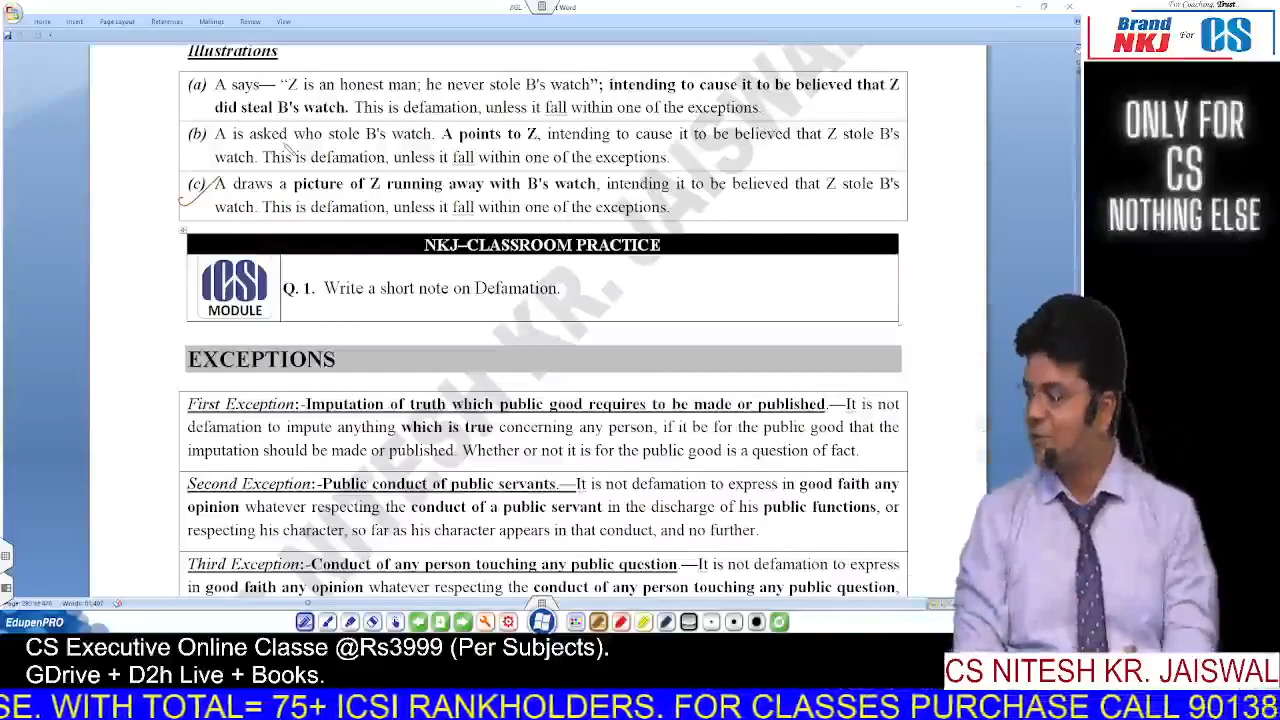 JIGL
t Word
For Coaching, Trust..
Home Insert Page Layout References Mailings Review View
Brand NKJ For CS
Illustrations
(a) A says— “Z is an honest man; he never stole B's watch”; intending to cause it to be believed that Z
did steal B's watch. This is defamation, unless it fall within one of the exceptions.
(b) A is asked who stole B's watch. A points to Z, intending to cause it to be believed that Z stole B's
watch. This is defamation, unless it fall within one of the exceptions.
(c) A draws a picture of Z running away with B's watch, intending it to be believed that Z stole B's
watch. This is defamation, unless it fall within one of the exceptions.
NKJ–CLASSROOM PRACTICE
ICSI
MODULE
Q. 1. Write a short note on Defamation.
EXCEPTIONS
First Exception:-Imputation of truth which public good requires to be made or published.—It is not
defamation to impute anything which is true concerning any person, if it be for the public good that the
imputation should be made or published. Whether or not it is for the public good is a question of fact.
Second Exception:-Public conduct of public servants.—It is not defamation to express in good faith any
opinion whatever respecting the conduct of a public servant in the discharge of his public functions, or
respecting his character, so far as his character appears in that conduct, and no further.
Third Exception:-Conduct of any person touching any public question.—It is not defamation to express
in good faith any opinion whatever respecting the conduct of any person touching any public question,
NITESH KR. JAISWAL
ONLY FOR
CS
NOTHING ELSE
EdupenPRO
CS Executive Online Classe @Rs3999 (Per Subjects).
GDrive + D2h Live + Books.
CS NITESH KR. JAISWAL
SE. WITH TOTAL= 75+ ICSI RANKHOLDERS. FOR CLASSES PURCHASE CALL 90138